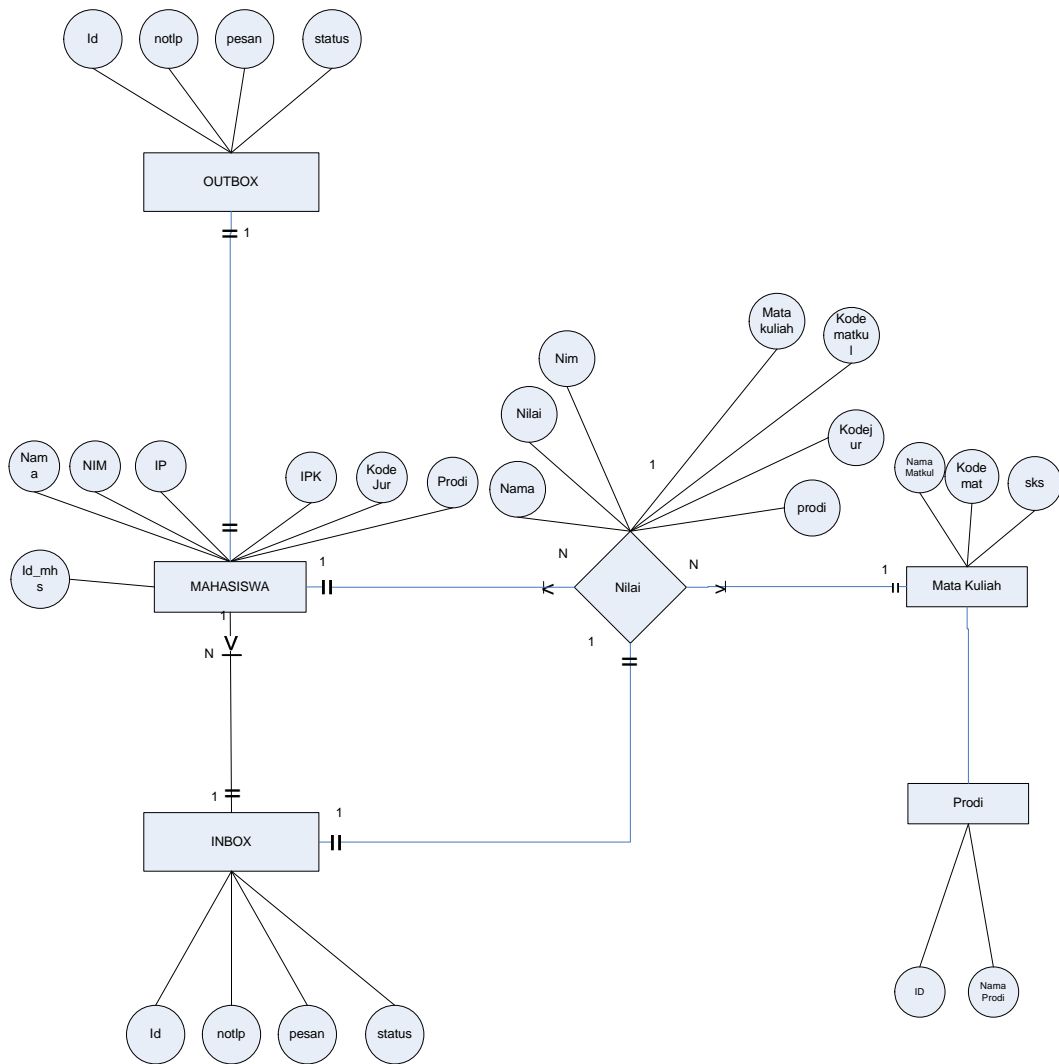 Id
notlp
pesan
status
OUTBOX
1
Mata
kuliah
Kode
matku
l
Nim
Nilai
Nama
1
Kodej
ur
prodi
Nam
a
NIM
IP
IPK
Kode
Jur
Prodi
Nama
Matkul
Kode
mat
sks
Id_mh
s
MAHASISWA
1
1
N
N
Nilai
1
1
Mata Kuliah
N
1
1
INBOX
Prodi
Id
notlp
pesan
status
ID
Nama
Prodi